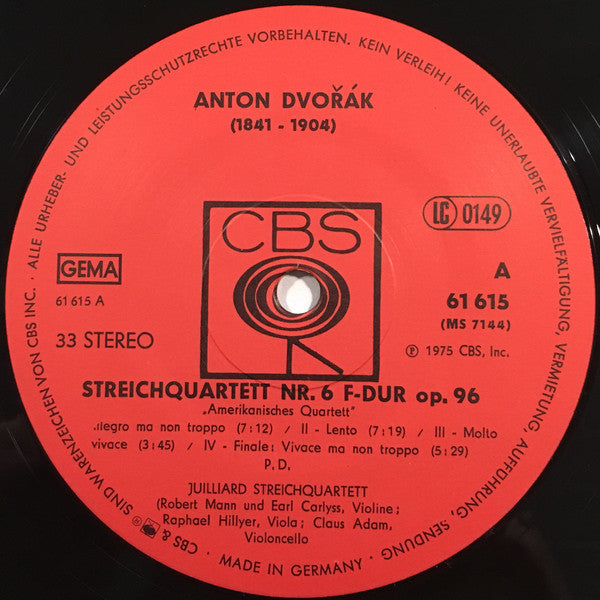 ALLE URHEBER- UND LEISTUNGSSCHUTZRECHTE VORBEHALTEN. KEIN VERLEIH! KEINE UNERLAUBTE VERVIELFÄLTIGUNG, VERMIETUNG, AUFFÜHRUNG, SENDUNG
ANTON DVOŘÁK
(1841 - 1904)
CBS
LC 0149
GEMA
61 615 A
A
61 615
(MS 7144)
33 STEREO
℗ 1975 CBS, Inc.
STREICHQUARTETT NR. 6 F-DUR op. 96
„Amerikanisches Quartett"
llegro ma non troppo (7:12) / II - Lento (7:19) / III - Molto
vivace (3:45) / IV - Finale: Vivace ma non troppo (5:29)
P. D.
JUILLIARD STREICHQUARTETT
(Robert Mann und Earl Carlyss, Violine;
Raphael Hillyer, Viola; Claus Adam,
Violoncello
CBS & ® SIND WARENZEICHEN VON CBS INC.
MADE IN GERMANY